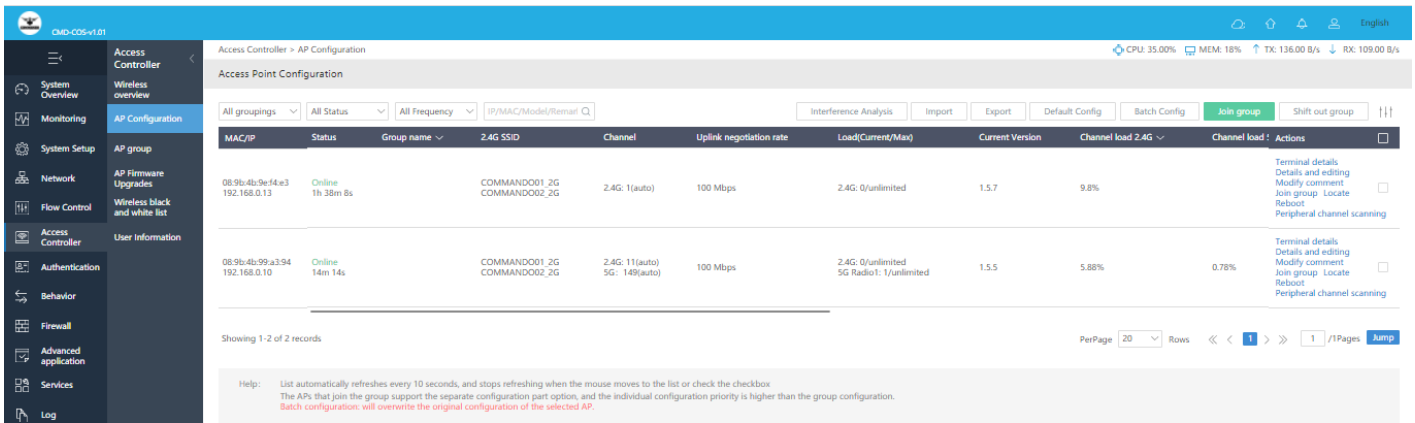 CMD-COS-v1.01
English
Access Controller
System Overview
Monitoring
System Setup
Network
Flow Control
Access Controller
Authentication
Behavior
Firewall
Advanced application
Services
Log
Wireless overview
AP Configuration
AP group
AP Firmware Upgrades
Wireless black and white list
User Information
Access Controller > AP Configuration
CPU: 35.00% MEM: 18% TX: 136.00 B/s RX: 109.00 B/s
Access Point Configuration
All groupings All Status All Frequency IP/MAC/Model/Remark Interference Analysis Import Export Default Config Batch Config Join group Shift out group
MAC/IP Status Group name 2.4G SSID Channel Uplink negotiation rate Load(Current/Max) Current Version Channel load 2.4G Channel load Actions
08:9b:4b:9e:f4:e3
192.168.0.13
Online
1h 38m 8s
COMMANDO01_2G
COMMANDO02_2G
2.4G: 1(auto)
100 Mbps
2.4G: 0/unlimited
1.5.7
9.8%
Terminal details
Details and editing
Modify comment
Join group Locate
Reboot
Peripheral channel scanning
08:9b:4b:99:a3:94
192.168.0.10
Online
14m 14s
COMMANDO01_2G
COMMANDO02_2G
2.4G: 11(auto)
5G: 149(auto)
100 Mbps
2.4G: 0/unlimited
5G Radio1: 1/unlimited
1.5.5
5.88%
0.78%
Terminal details
Details and editing
Modify comment
Join group Locate
Reboot
Peripheral channel scanning
Showing 1-2 of 2 records
PerPage 20 Rows 1 1 /1Pages Jump
Help: List automatically refreshes every 10 seconds, and stops refreshing when the mouse moves to the list or check the checkbox
The APs that join the group support the separate configuration part option, and the individual configuration priority is higher than the group configuration.
Batch configuration: will overwrite the original configuration of the selected AP.